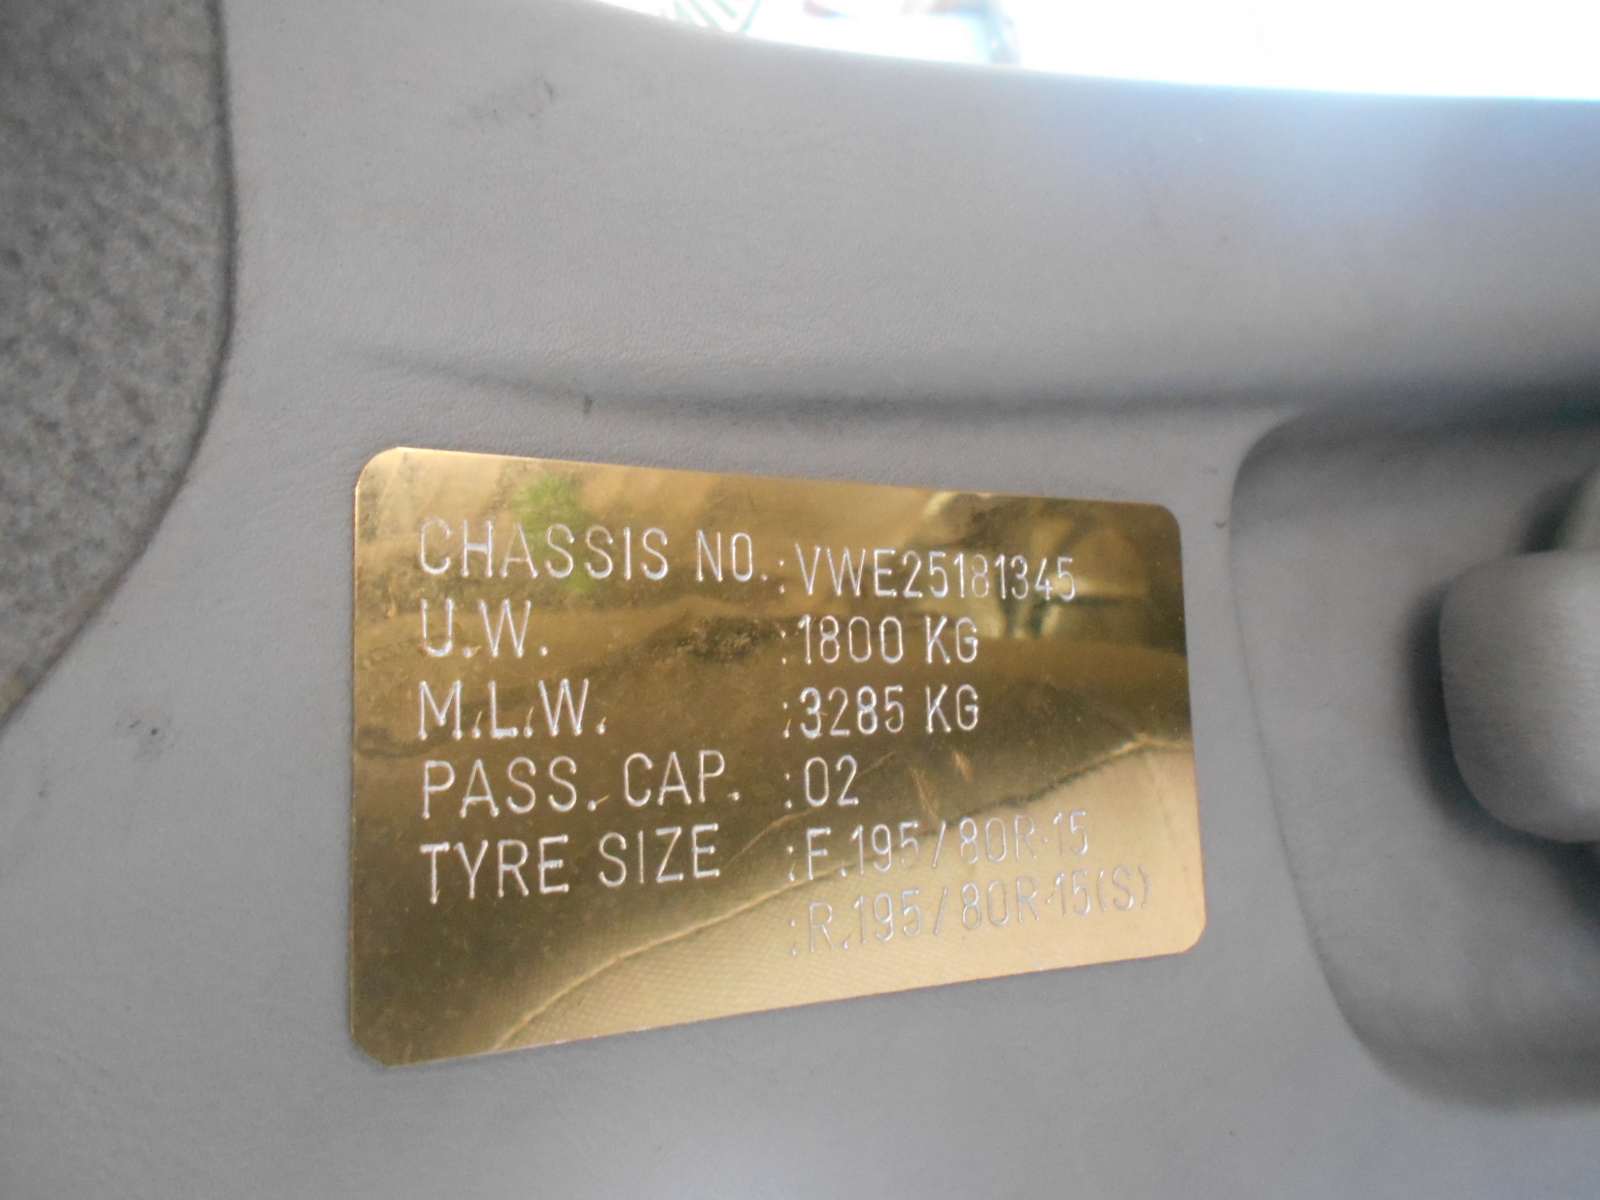 CHASSIS NO.:VWE25181345
U.W. :1800 KG
M.L.W. :3285 KG
PASS. CAP. :02
TYRE SIZE :F.195/80R.15
:R.195/80R.15(S)